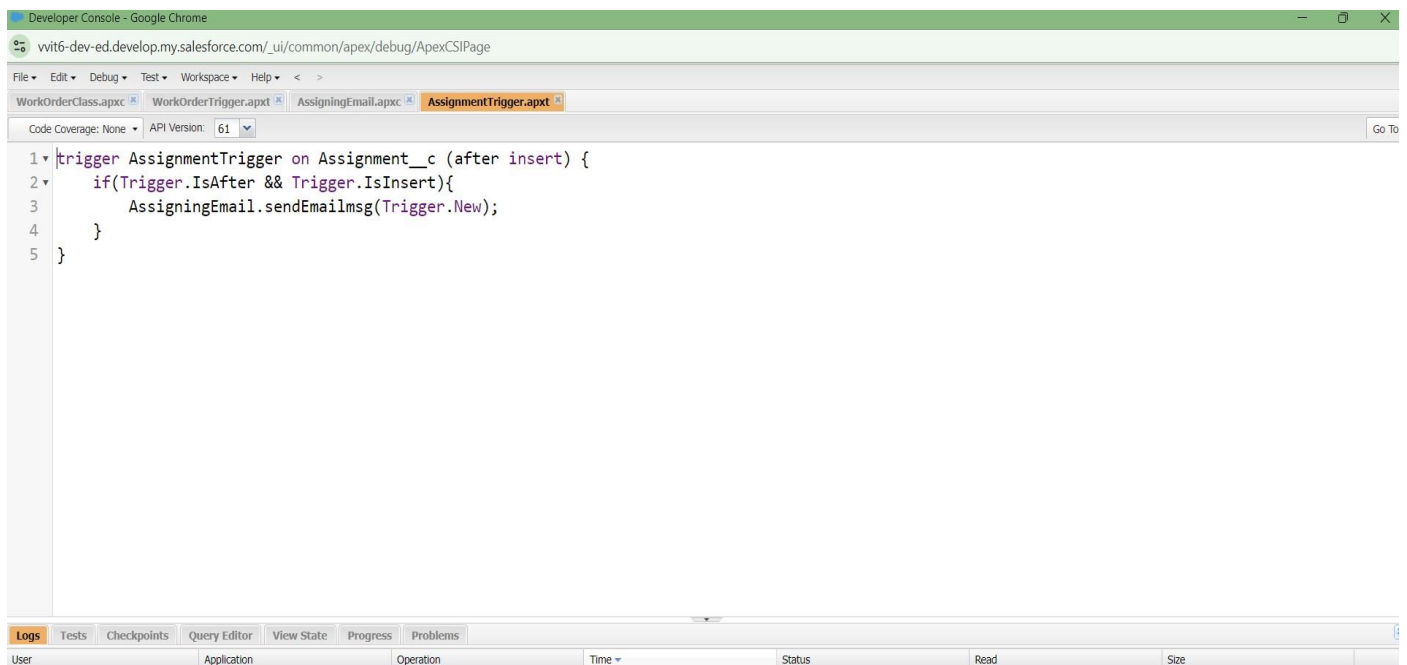 Developer Console - Google Chrome
vvit6-dev-ed.develop.my.salesforce.com/_ui/common/apex/debug/ApexCSIPage
File Edit Debug Test Workspace Help < >
WorkOrderClass.apxc WorkOrderTrigger.apxt AssigningEmail.apxc AssignmentTrigger.apxt
Code Coverage: None API Version: 61 Go To
1 trigger AssignmentTrigger on Assignment__c (after insert) {
2 if(Trigger.IsAfter && Trigger.IsInsert){
3 AssigningEmail.sendEmailmsg(Trigger.New);
4 }
5 }
Logs Tests Checkpoints Query Editor View State Progress Problems
User Application Operation Time Status Read Size